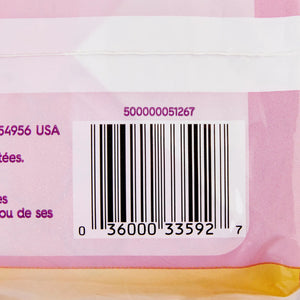 500000051267
54956 USA
tées.
es
ou de ses
0 36000 33592 7